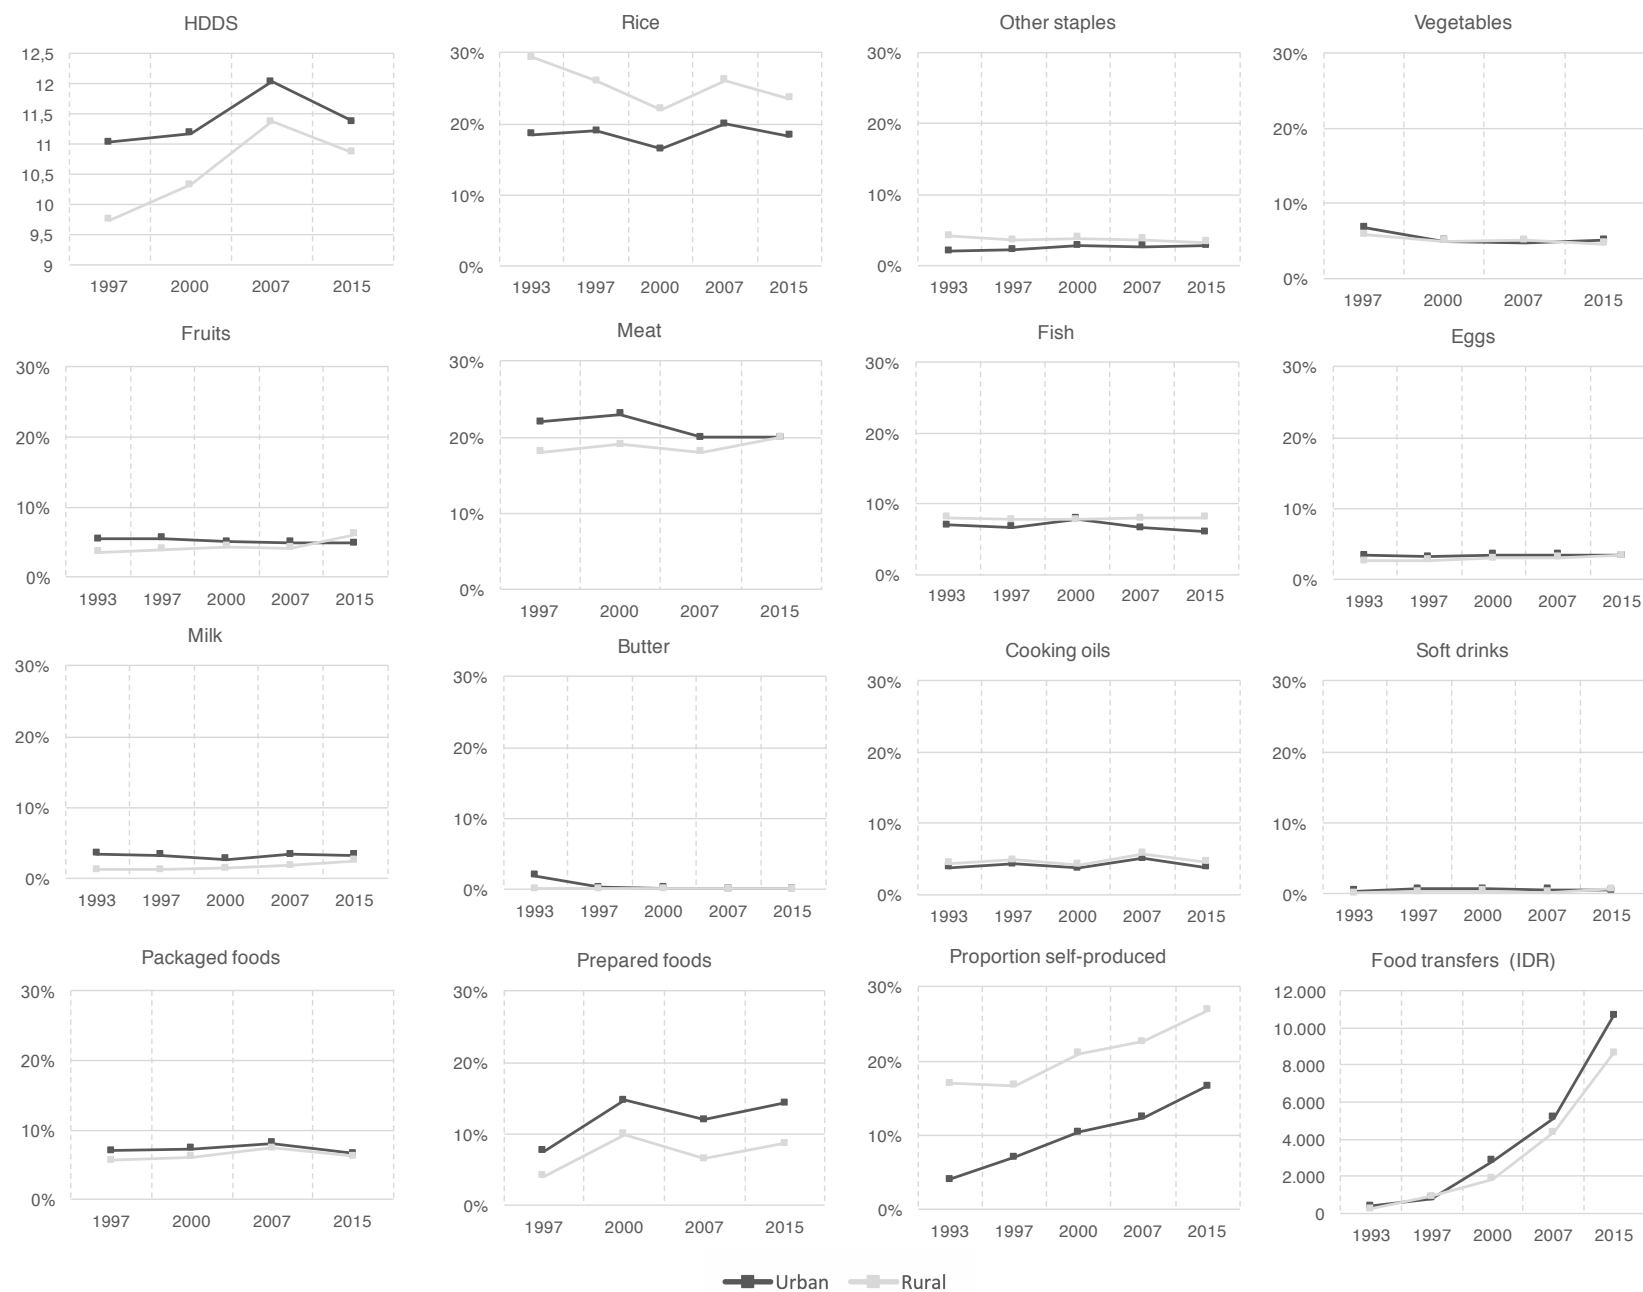 HDDS
12,5
12
11,5
11
10,5
10
9,5
9
1997 2000 2007 2015
Rice
30%
20%
10%
0%
1993 1997 2000 2007 2015
Other staples
30%
20%
10%
0%
1993 1997 2000 2007 2015
Vegetables
30%
20%
10%
0%
1997 2000 2007 2015
Fruits
30%
20%
10%
0%
1993 1997 2000 2007 2015
Meat
30%
20%
10%
0%
1997 2000 2007 2015
Fish
30%
20%
10%
0%
1993 1997 2000 2007 2015
Eggs
30%
20%
10%
0%
1993 1997 2000 2007 2015
Milk
30%
20%
10%
0%
1993 1997 2000 2007 2015
Butter
30%
20%
10%
0%
1993 1997 2000 2007 2015
Cooking oils
30%
20%
10%
0%
1993 1997 2000 2007 2015
Soft drinks
30%
20%
10%
0%
1993 1997 2000 2007 2015
Packaged foods
30%
20%
10%
0%
1997 2000 2007 2015
Prepared foods
30%
20%
10%
0%
1997 2000 2007 2015
Proportion self-produced
30%
20%
10%
0%
1993 1997 2000 2007 2015
Food transfers (IDR)
12.000
10.000
8.000
6.000
4.000
2.000
0
1993 1997 2000 2007 2015
Urban Rural